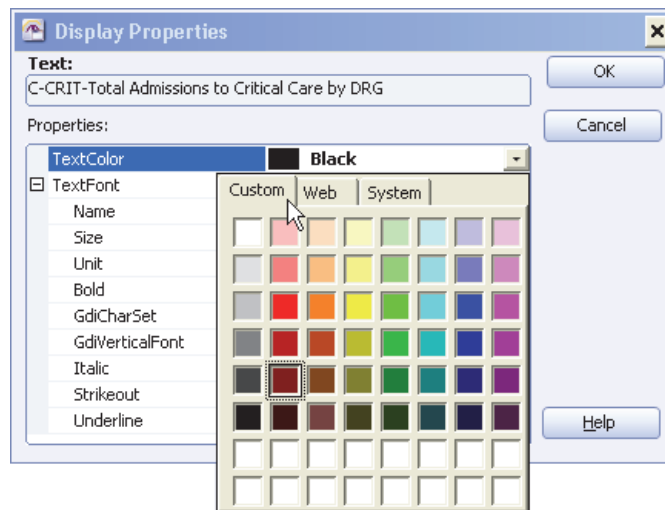 Display Properties
Text:
C-CRIT-Total Admissions to Critical Care by DRG
OK
Properties:
Cancel
TextColor Black
TextFont
Custom Web System
Name
Size
Unit
Bold
GdiCharSet
GdiVerticalFont
Italic
Strikeout
Underline
Help